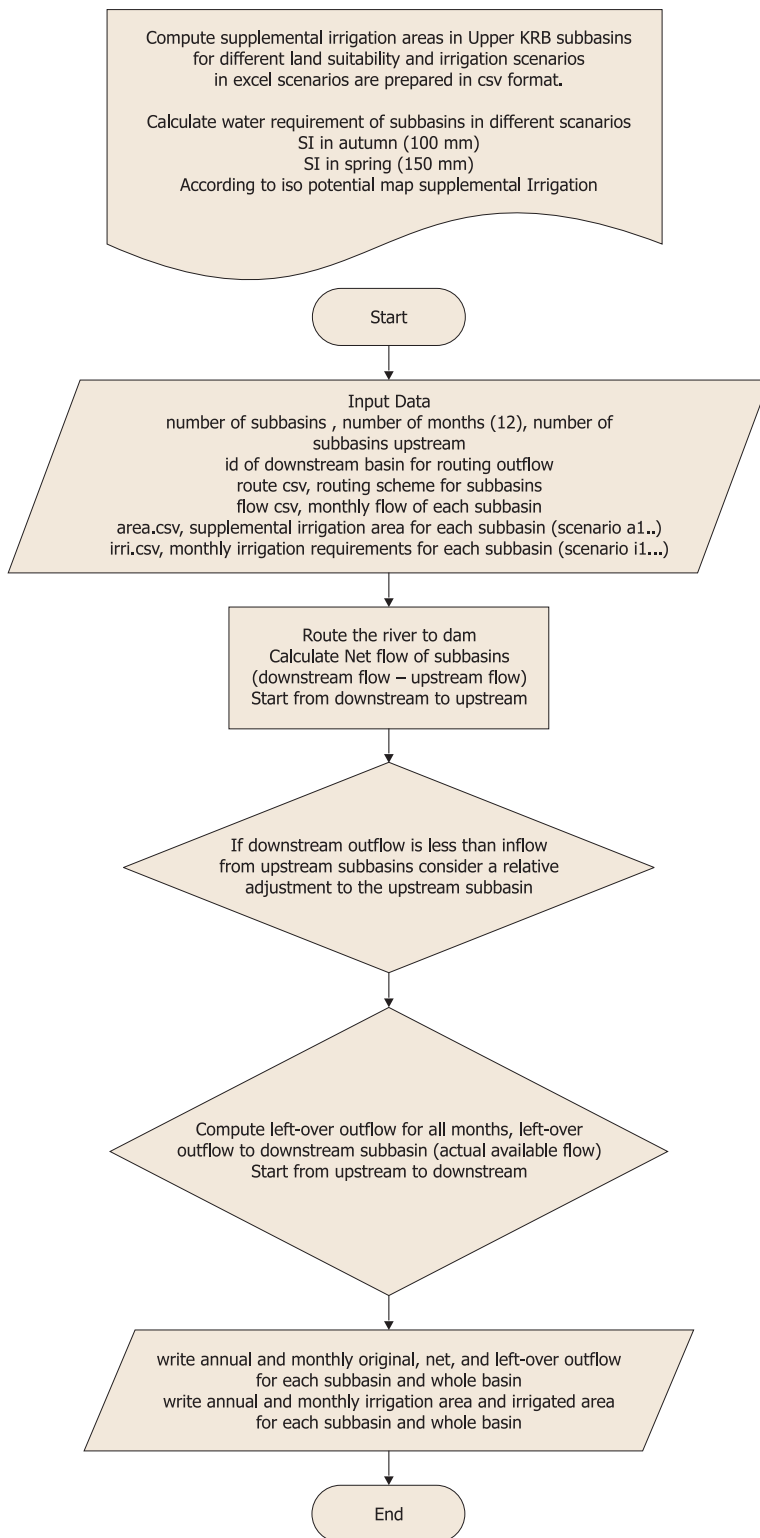 Compute supplemental irrigation areas in Upper KRB subbasins
for different land suitability and irrigation scenarios
in excel scenarios are prepared in csv format.
Calculate water requirement of subbasins in different scanarios
SI in autumn (100 mm)
SI in spring (150 mm)
According to iso potential map supplemental Irrigation
Start
Input Data
number of subbasins , number of months (12), number of
subbasins upstream
id of downstream basin for routing outflow
route csv, routing scheme for subbasins
flow csv, monthly flow of each subbasin
area.csv, supplemental irrigation area for each subbasin (scenario a1..)
irri.csv, monthly irrigation requirements for each subbasin (scenario i1...)
Route the river to dam
Calculate Net flow of subbasins
(downstream flow – upstream flow)
Start from downstream to upstream
If downstream outflow is less than inflow
from upstream subbasins consider a relative
adjustment to the upstream subbasin
Compute left-over outflow for all months, left-over
outflow to downstream subbasin (actual available flow)
Start from upstream to downstream
write annual and monthly original, net, and left-over outflow
for each subbasin and whole basin
write annual and monthly irrigation area and irrigated area
for each subbasin and whole basin
End